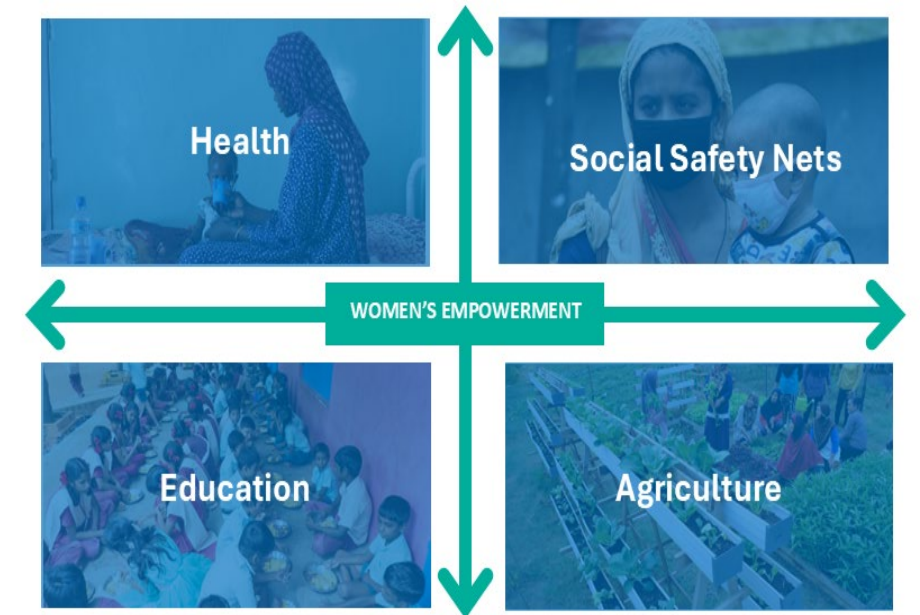 Health
Social Safety Nets
WOMEN'S EMPOWERMENT
Education
Agriculture